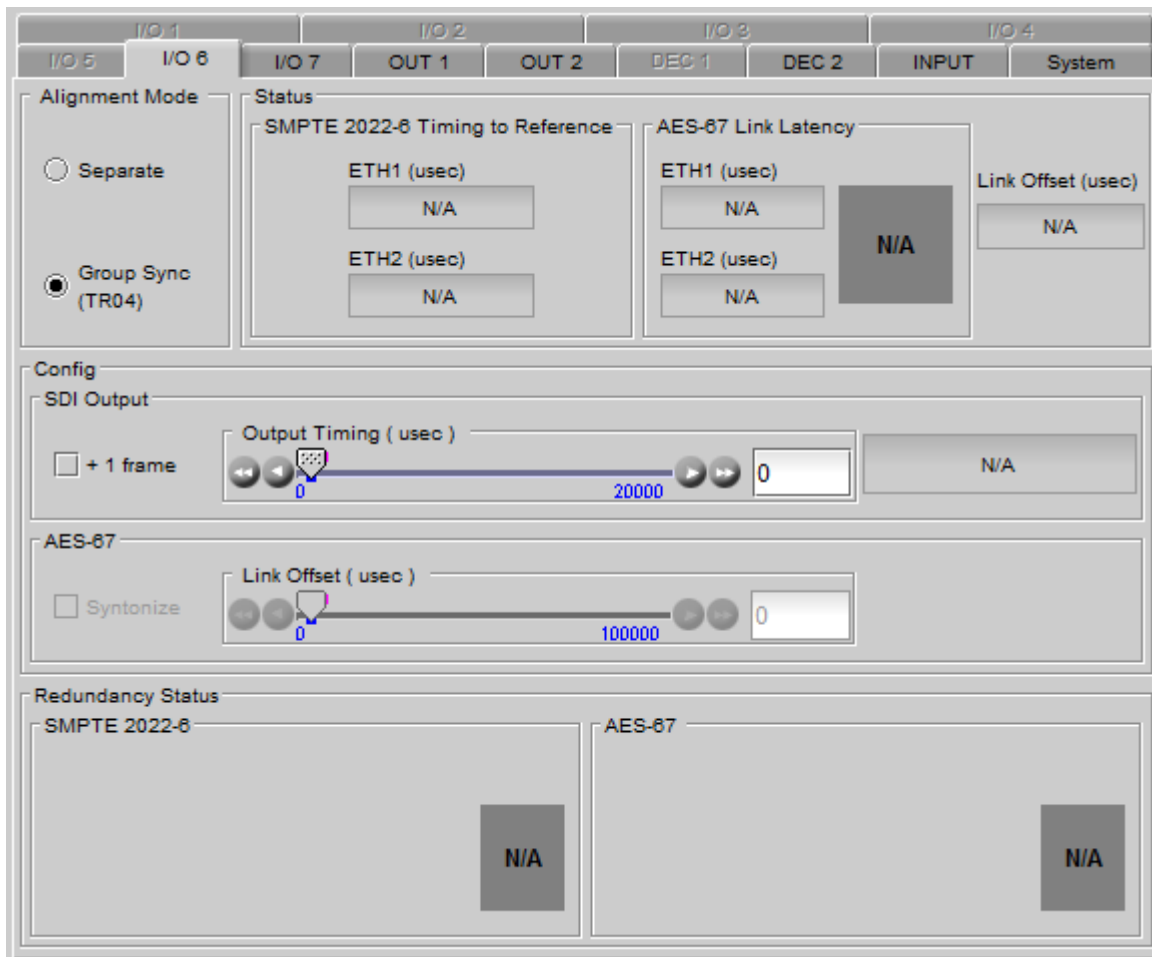 I/O 1 I/O 2 I/O 3 I/O 4
I/O 5 I/O 6 I/O 7 OUT 1 OUT 2 DEC 1 DEC 2 INPUT System
Alignment Mode
Separate
Group Sync
(TR04)
Status
SMPTE 2022-6 Timing to Reference
ETH1 (usec)
N/A
ETH2 (usec)
N/A
AES-67 Link Latency
ETH1 (usec)
N/A
ETH2 (usec)
N/A
N/A
Link Offset (usec)
N/A
Config
SDI Output
+ 1 frame
Output Timing ( usec )
0 20000
0
N/A
AES-67
Syntonize
Link Offset ( usec )
0 100000
0
Redundancy Status
SMPTE 2022-6
N/A
AES-67
N/A